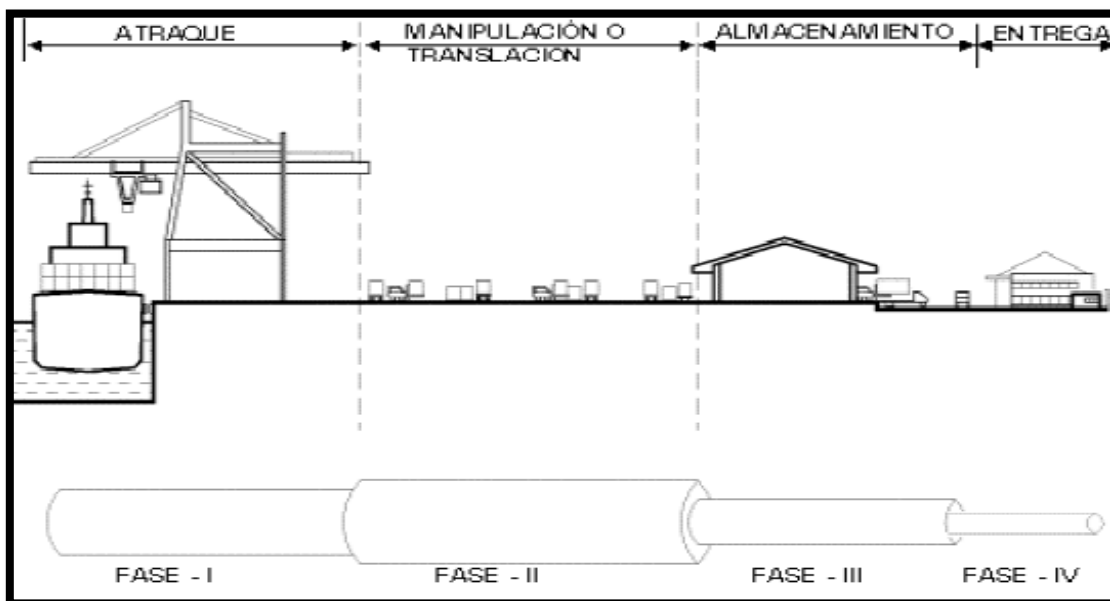 ATRAQUE
MANIPULACIÓN O
TRANSLACION
ALMACENAMIENTO
ENTREGA
FASE - I
FASE - II
FASE - III
FASE - IV